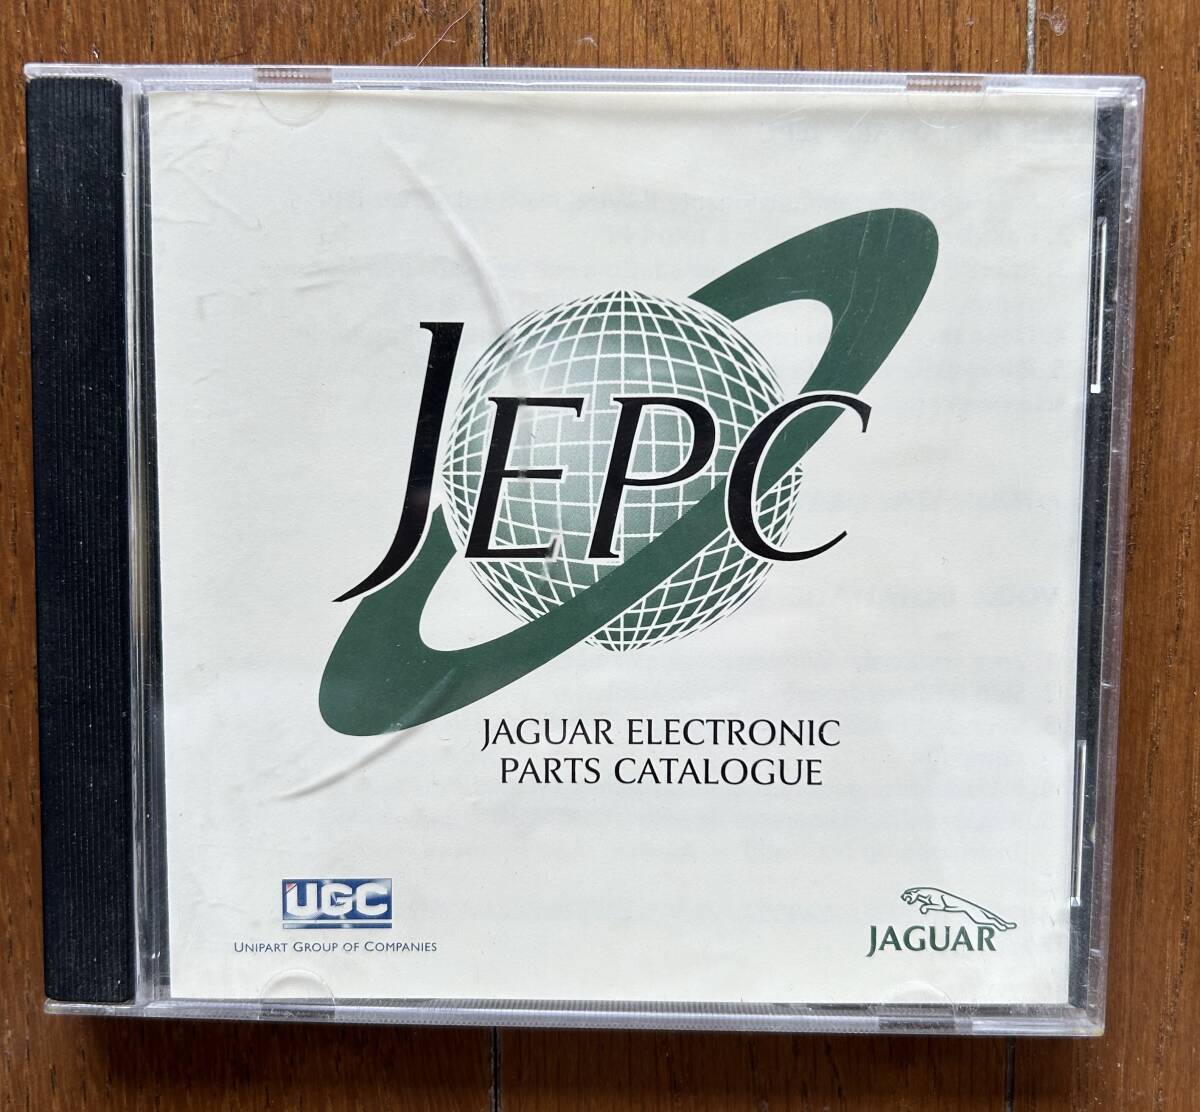 JEPC
JAGUAR ELECTRONIC
PARTS CATALOGUE
UGC
UNIPART GROUP OF COMPANIES
JAGUAR